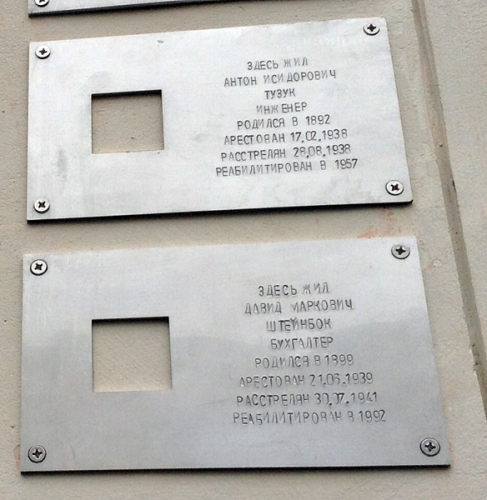 ЗДЕСЬ ЖИЛ
АНТОН ИСИДОРОВИЧ
ТУЗУК
ИНЖЕНЕР
РОДИЛСЯ В 1892
АРЕСТОВАН 17.02.1938
РАССТРЕЛЯН 28.08.1938
РЕАБИЛИТИРОВАН В 1957
ЗДЕСЬ ЖИЛ
ДАВИД МАРКОВИЧ
ШТЕЙНБОК
БУХГАЛТЕР
РОДИЛСЯ В 1899
АРЕСТОВАН 21.06.1939
РАССТРЕЛЯН 30.07.1941
РЕАБИЛИТИРОВАН В 1992